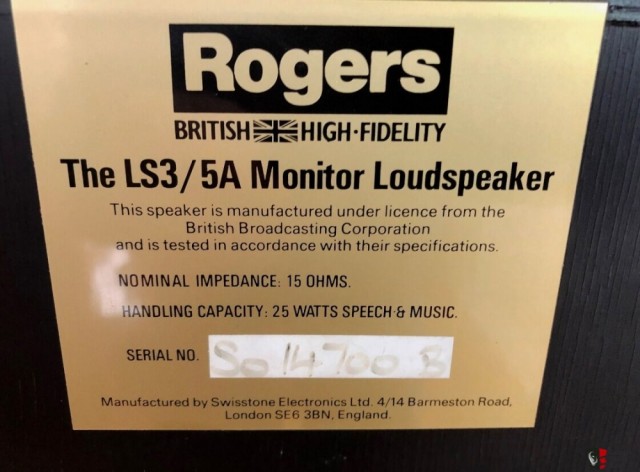 Rogers
BRITISH HIGH·FIDELITY
The LS3/5A Monitor Loudspeaker
This speaker is manufactured under licence from the
British Broadcasting Corporation
and is tested in accordance with their specifications.
NOMINAL IMPEDANCE: 15 OHMS.
HANDLING CAPACITY: 25 WATTS SPEECH & MUSIC.
SERIAL NO. So 14700 B
Manufactured by Swisstone Electronics Ltd. 4/14 Barmeston Road,
London SE6 3BN, England.